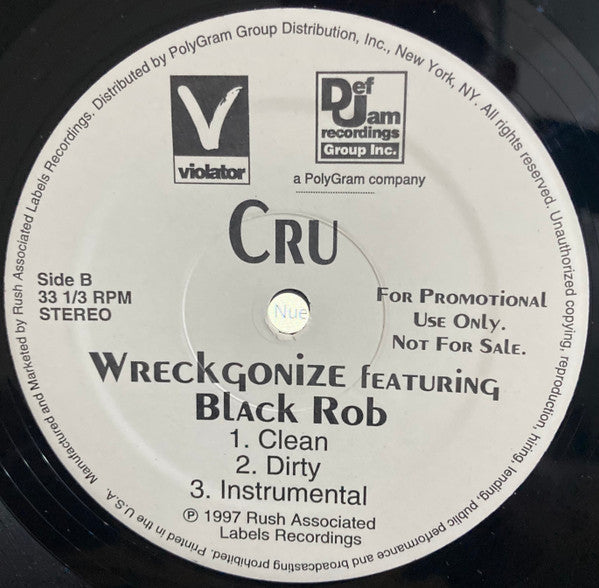 Manufactured and Marketed by Rush Associated Labels Recordings. Distributed by PolyGram Group Distribution, Inc., New York, NY. All rights reserved. Unauthorized copying, reproduction, hiring, lending, public performance and broadcasting prohibited. Printed in the U.S.A.
V
violator
Def
Jam
recordings
Group Inc.
a PolyGram company
CRU
Side B
33 1/3 RPM
STEREO
For Promotional
Use Only.
Not For Sale.
Nue
Wreckgonize featuring
Black Rob
1. Clean
2. Dirty
3. Instrumental
℗ 1997 Rush Associated
Labels Recordings